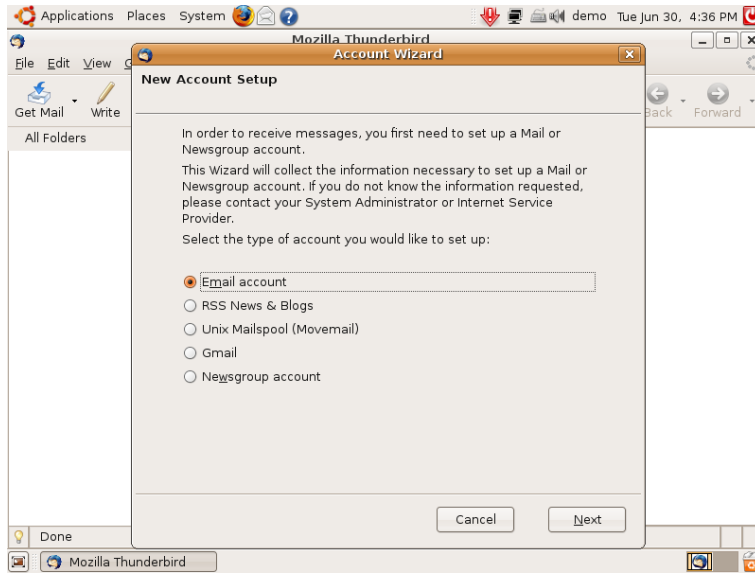 Applications Places System demo Tue Jun 30, 4:36 PM
Mozilla Thunderbird
Account Wizard
File Edit View
New Account Setup
Get Mail Write Back Forward
All Folders
In order to receive messages, you first need to set up a Mail or
Newsgroup account.
This Wizard will collect the information necessary to set up a Mail or
Newsgroup account. If you do not know the information requested,
please contact your System Administrator or Internet Service
Provider.
Select the type of account you would like to set up:
Email account
RSS News & Blogs
Unix Mailspool (Movemail)
Gmail
Newsgroup account
Cancel Next
Done
Mozilla Thunderbird